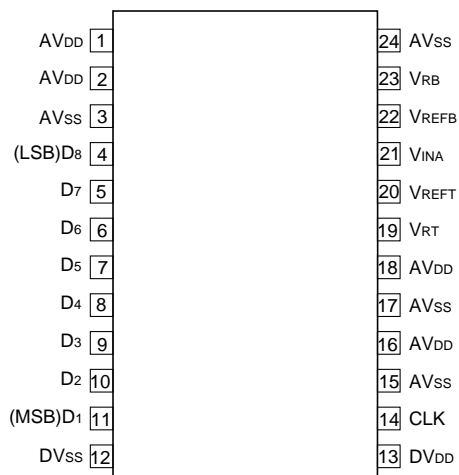 AVDD 1
AVDD 2
AVSS 3
(LSB)D8 4
D7 5
D6 6
D5 7
D4 8
D3 9
D2 10
(MSB)D1 11
DVSS 12
24 AVSS
23 VRB
22 VREFB
21 VINA
20 VREFT
19 VRT
18 AVDD
17 AVSS
16 AVDD
15 AVSS
14 CLK
13 DVDD